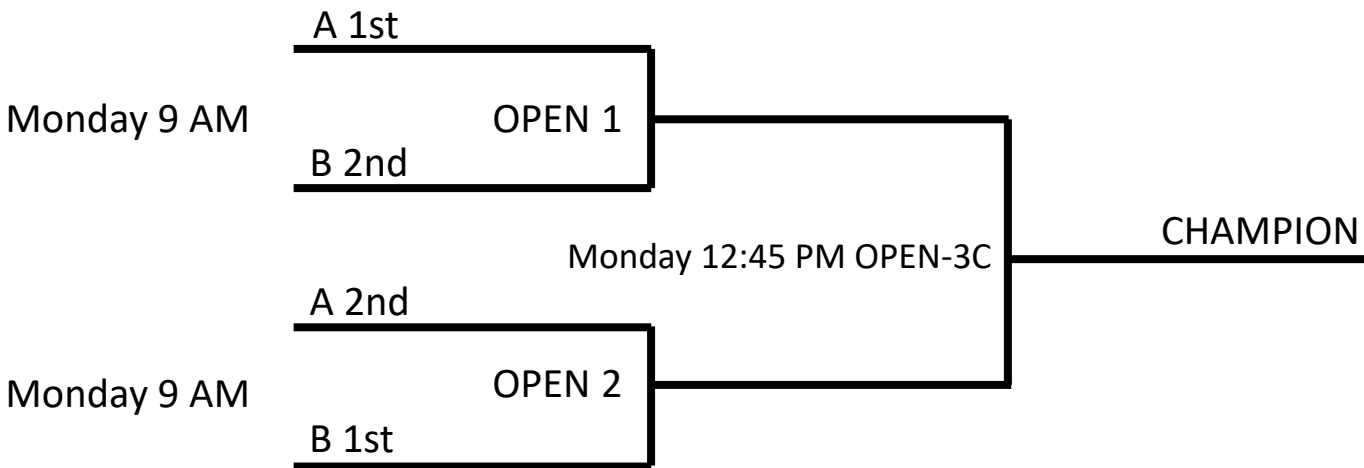 A 1st
Monday 9 AM
OPEN 1
B 2nd
Monday 12:45 PM OPEN-3C
CHAMPION
A 2nd
Monday 9 AM
OPEN 2
B 1st